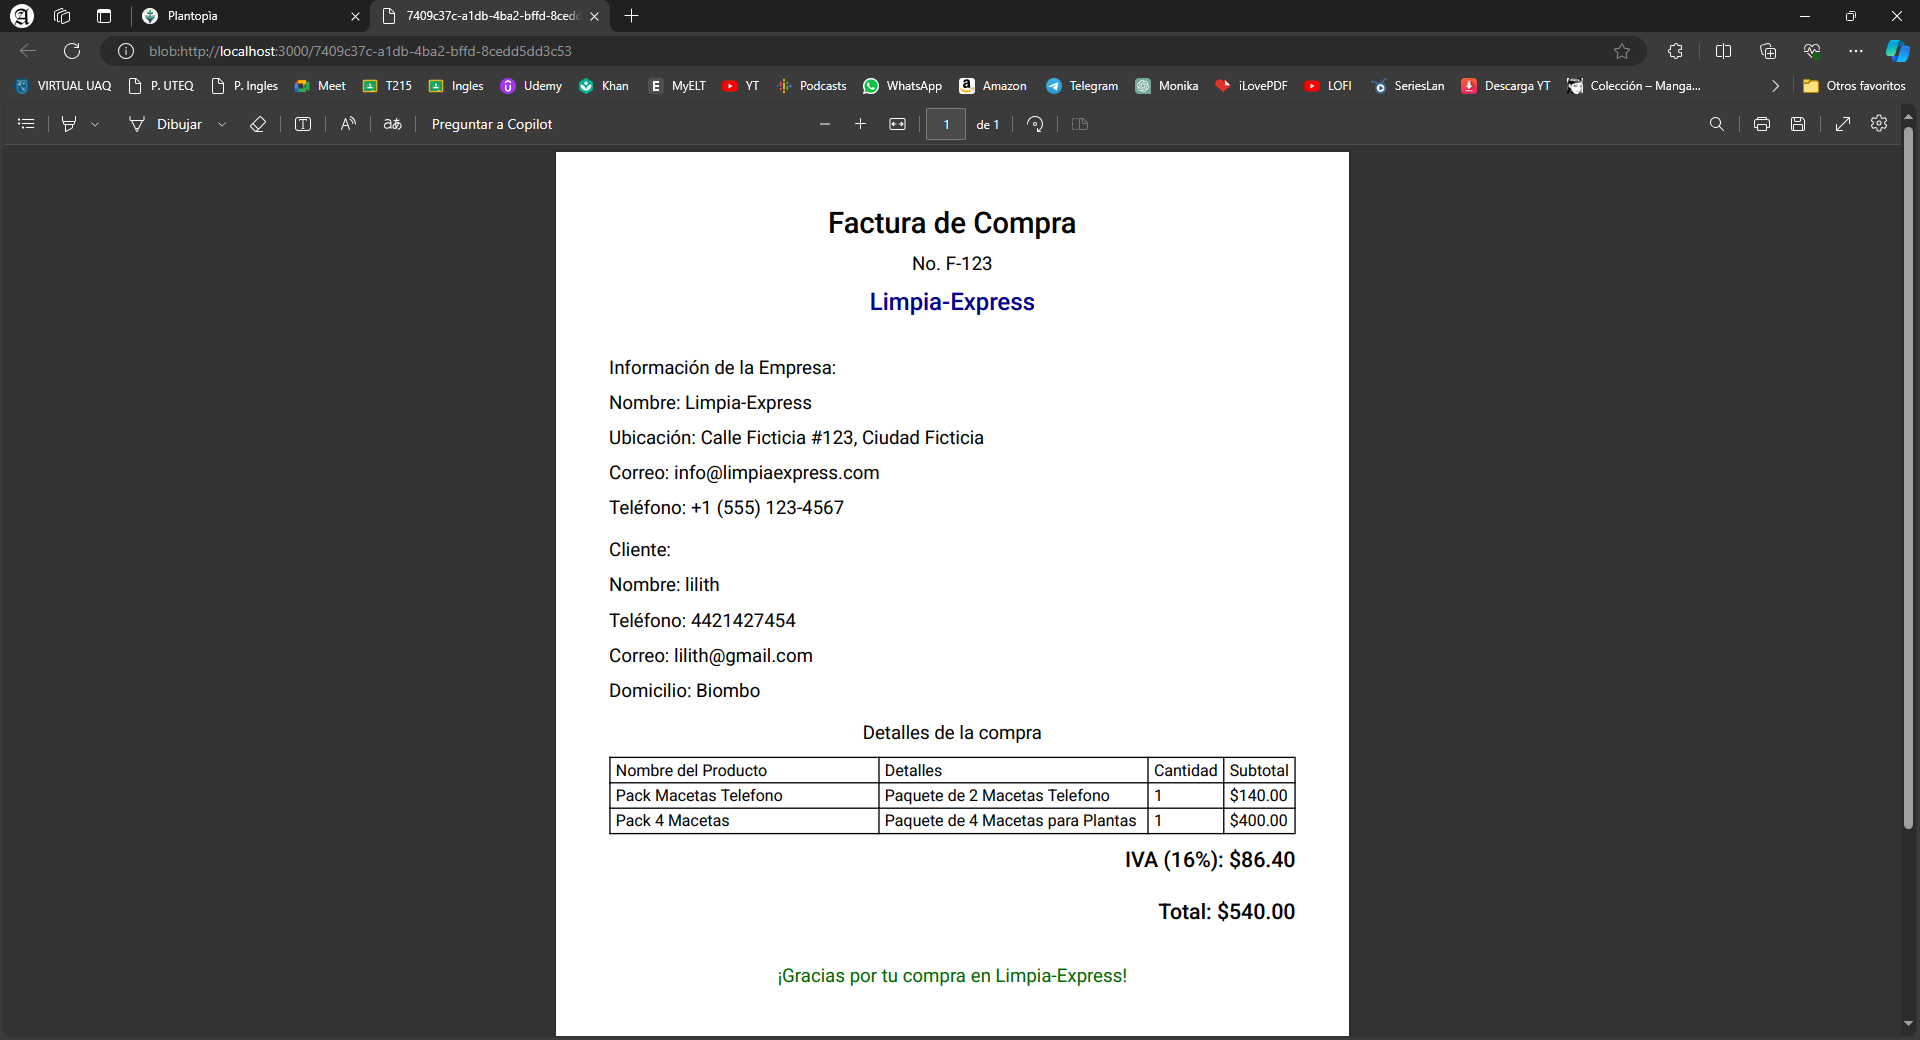 Plantopia
7409c37c-a1db-4ba2-bffd-8cedd
blob:http://localhost:3000/7409c37c-a1db-4ba2-bffd-8cedd5dd3c53
VIRTUAL UAQ P. UTEQ P. Ingles Meet T215 Ingles Udemy Khan MyELT YT Podcasts WhatsApp Amazon Telegram Monika iLovePDF LOFI SeriesLan Descarga YT Colección – Manga... Otros favoritos
Dibujar Preguntar a Copilot 1 de 1
Factura de Compra
No. F-123
Limpia-Express
Información de la Empresa:
Nombre: Limpia-Express
Ubicación: Calle Ficticia #123, Ciudad Ficticia
Correo: info@limpiaexpress.com
Teléfono: +1 (555) 123-4567
Cliente:
Nombre: lilith
Teléfono: 4421427454
Correo: lilith@gmail.com
Domicilio: Biombo
Detalles de la compra
Nombre del Producto Detalles Cantidad Subtotal
Pack Macetas Telefono Paquete de 2 Macetas Telefono 1 $140.00
Pack 4 Macetas Paquete de 4 Macetas para Plantas 1 $400.00
IVA (16%): $86.40
Total: $540.00
¡Gracias por tu compra en Limpia-Express!